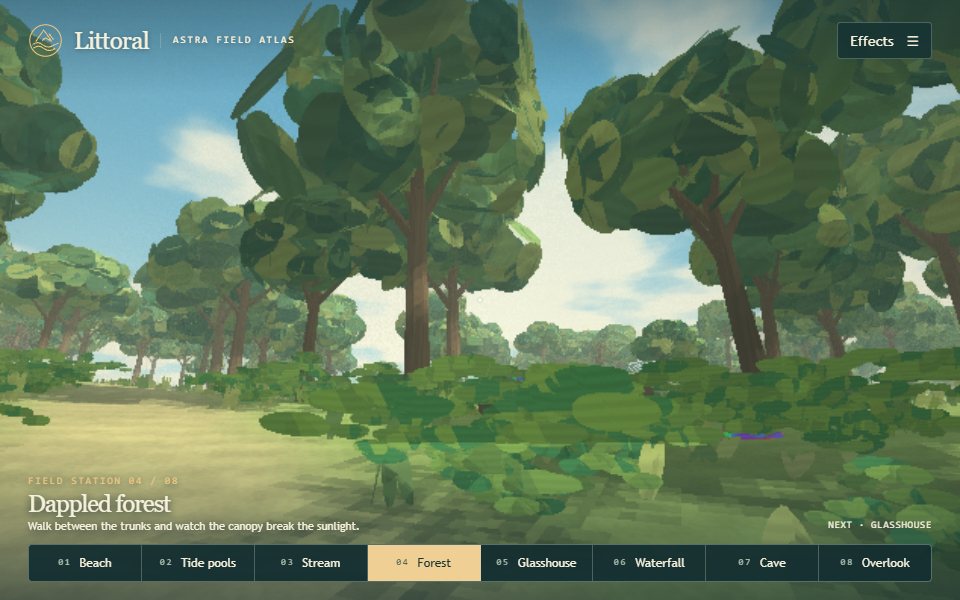 Littoral
ASTRA FIELD ATLAS
Effects
FIELD STATION 04 / 08
Dappled forest
Walk between the trunks and watch the canopy break the sunlight.
NEXT · GLASSHOUSE
01 Beach
02 Tide pools
03 Stream
04 Forest
05 Glasshouse
06 Waterfall
07 Cave
08 Overlook